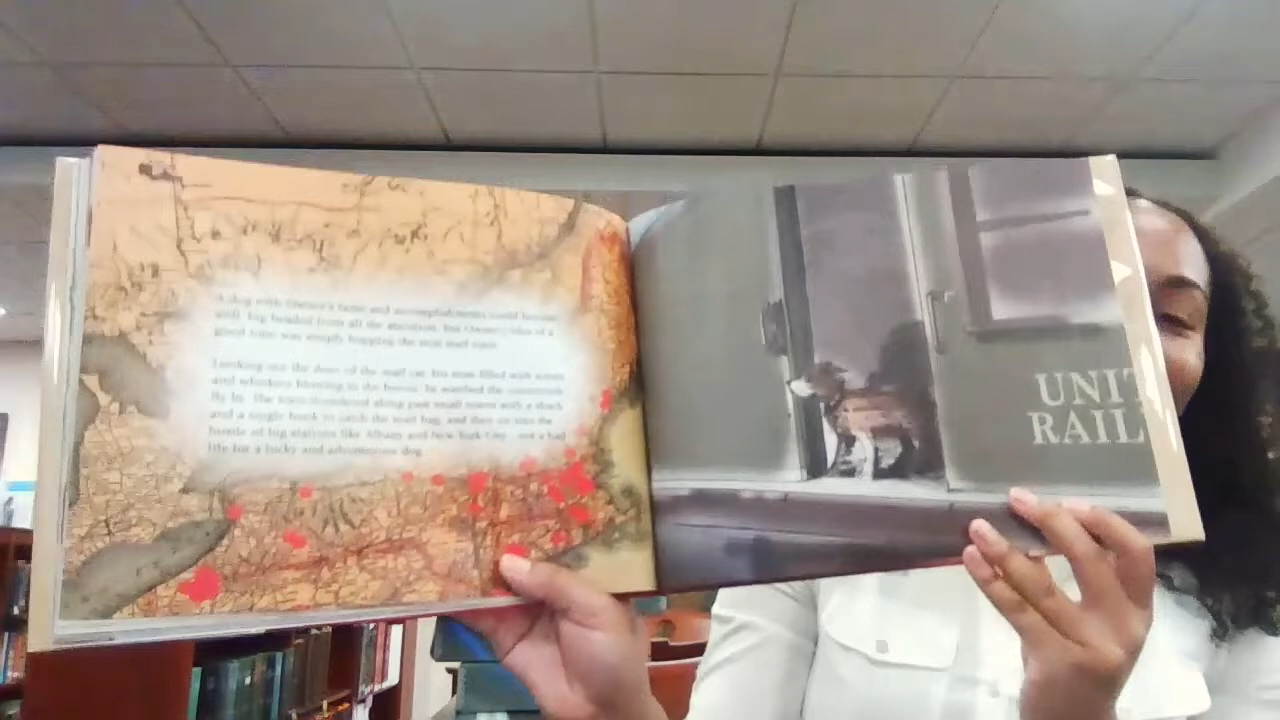 A dog with Owney's fame and accomplishments could become
well, big headed from all the attention, but Owney's idea of a
good time was simply hopping the next mail train.
Looking out the door of the mail car, his nose filled with scents
and whiskers blowing in the breeze, he watched the
fly by. The train thundered along past small towns with a shack
and a single hook to catch the mail bag, and then on into the
bustle of big stations like Albany and New York City not a bad
life for a lucky and adventurous dog.
UNIT
RAIL